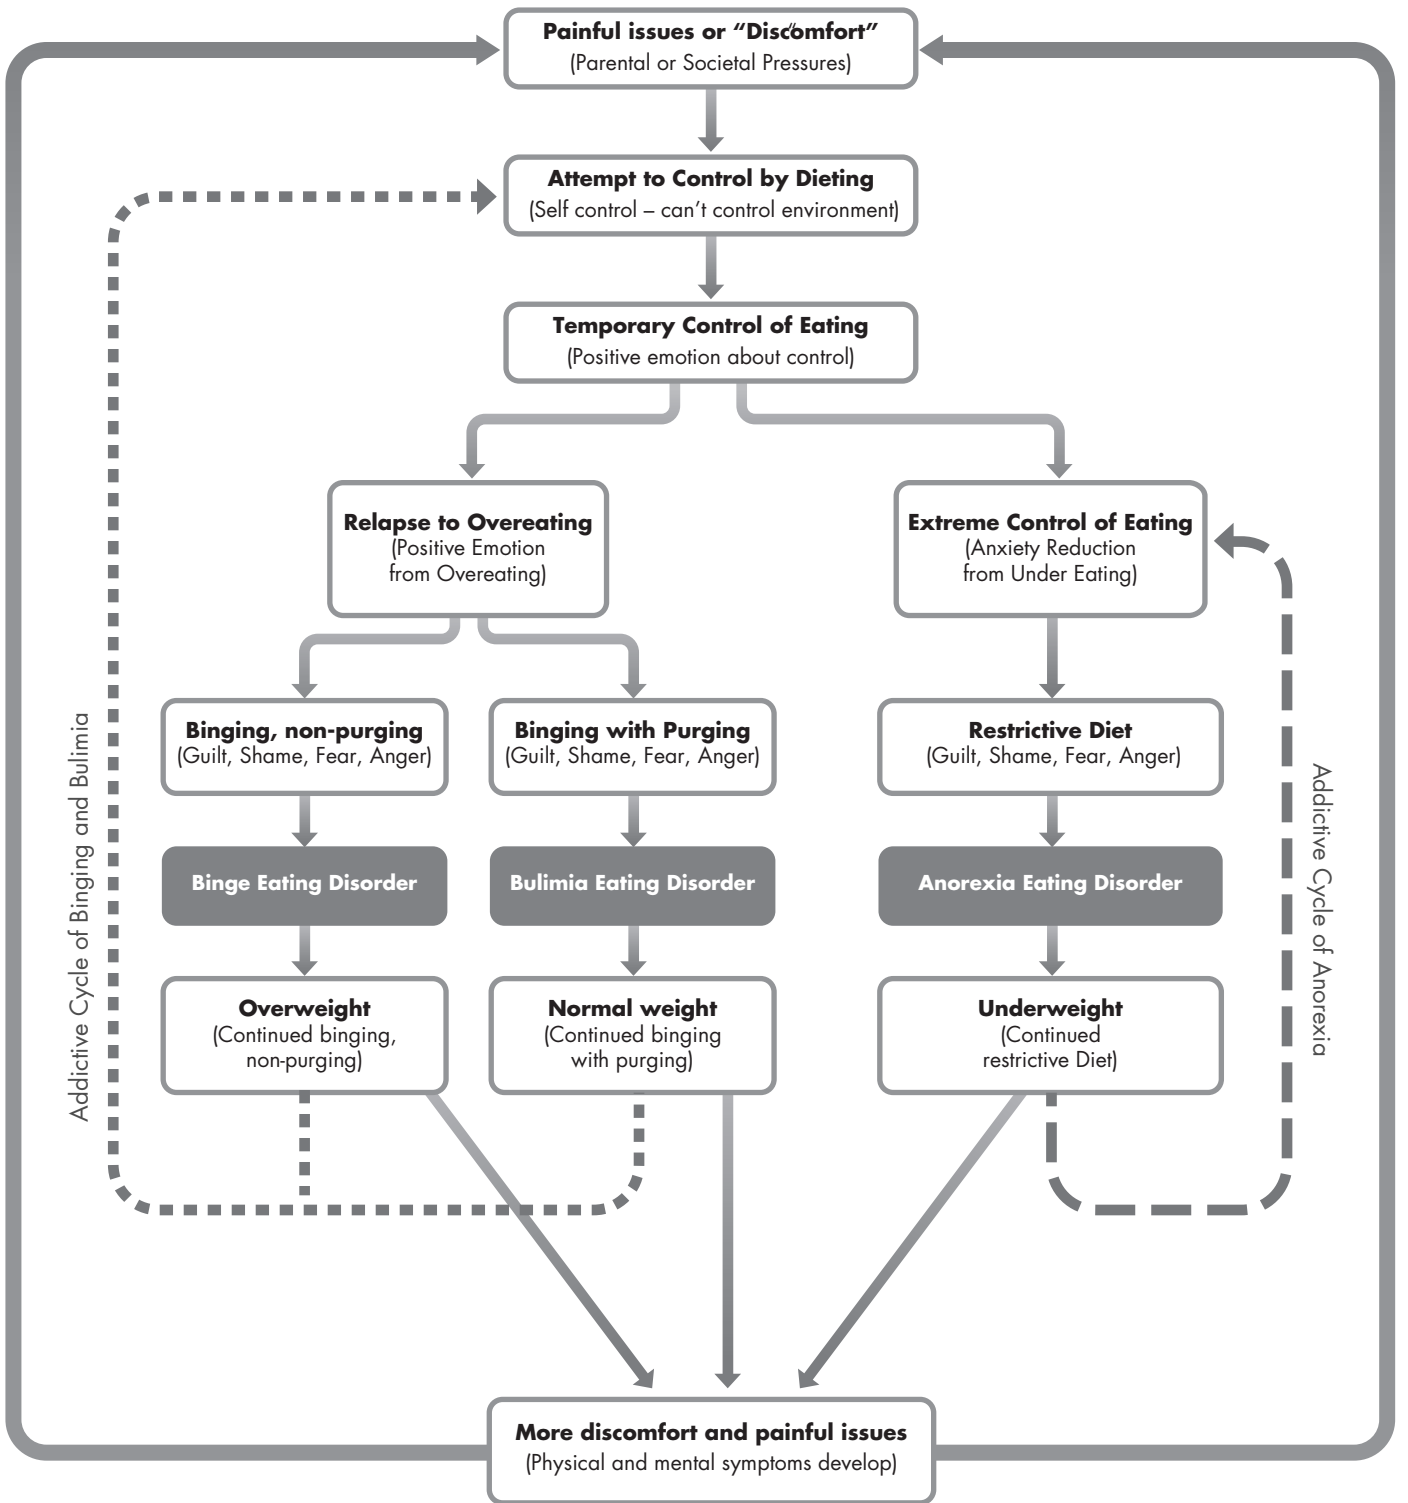 Painful issues or “Disc“omfort”
(Parental or Societal Pressures)
Attempt to Control by Dieting
(Self control – can’t control environment)
Temporary Control of Eating
(Positive emotion about control)
Relapse to Overeating
(Positive Emotion
from Overeating)
Extreme Control of Eating
(Anxiety Reduction
from Under Eating)
Binging, non-purging
(Guilt, Shame, Fear, Anger)
Binging with Purging
(Guilt, Shame, Fear, Anger)
Restrictive Diet
(Guilt, Shame, Fear, Anger)
Binge Eating Disorder
Bulimia Eating Disorder
Anorexia Eating Disorder
Overweight
(Continued binging,
non-purging)
Normal weight
(Continued binging
with purging)
Underweight
(Continued
restrictive Diet)
Addictive Cycle of Binging and Bulimia
Addictive Cycle of Anorexia
More discomfort and painful issues
(Physical and mental symptoms develop)